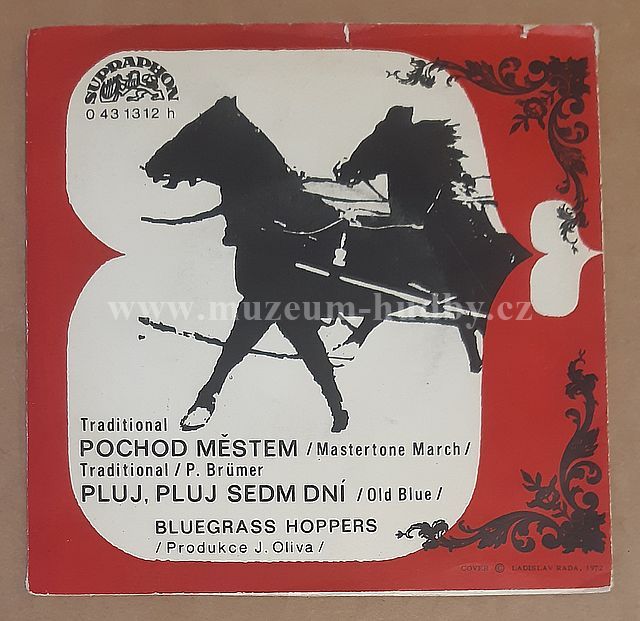 SUPRAPHON
0 43 1312 h
www.muzeum-hudby.cz
Traditional
POCHOD MĚSTEM /Mastertone March/
Traditional/P. Brümer
PLUJ, PLUJ SEDM DNÍ /Old Blue/
BLUEGRASS HOPPERS
/Produkce J. Oliva/
COVER © LADISLAV RADA, 1972